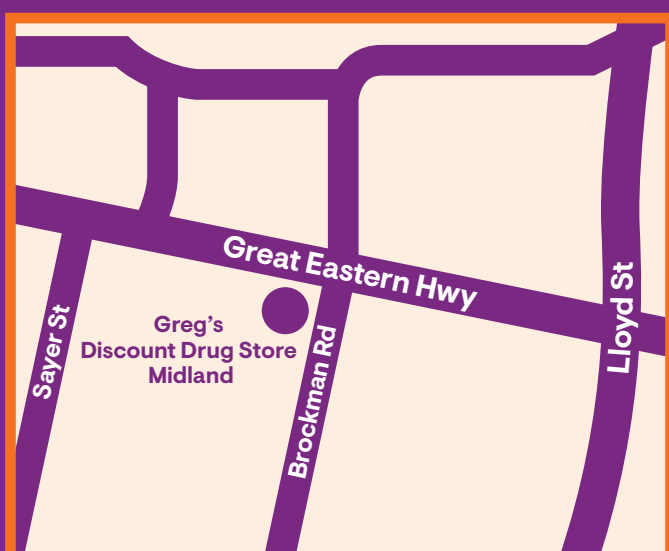 Great Eastern Hwy
Lloyd St
Sayer St
Greg’s
Discount Drug Store
Midland
Brockman Rd